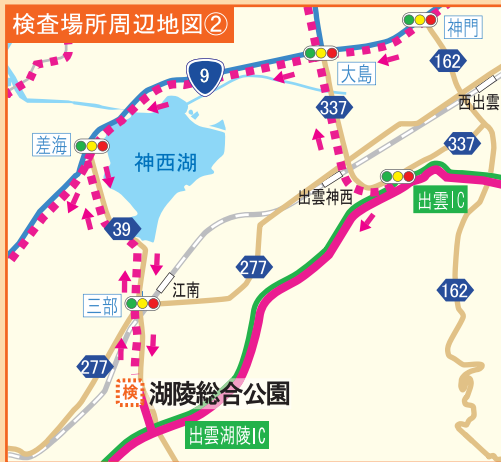 検査場所周辺地図②
神門
162
9
大島
西出雲
337
337
差海
神西湖
出雲神西
出雲IC
39
277
162
三部
江南
277
検
湖陵総合公園
出雲湖陵IC